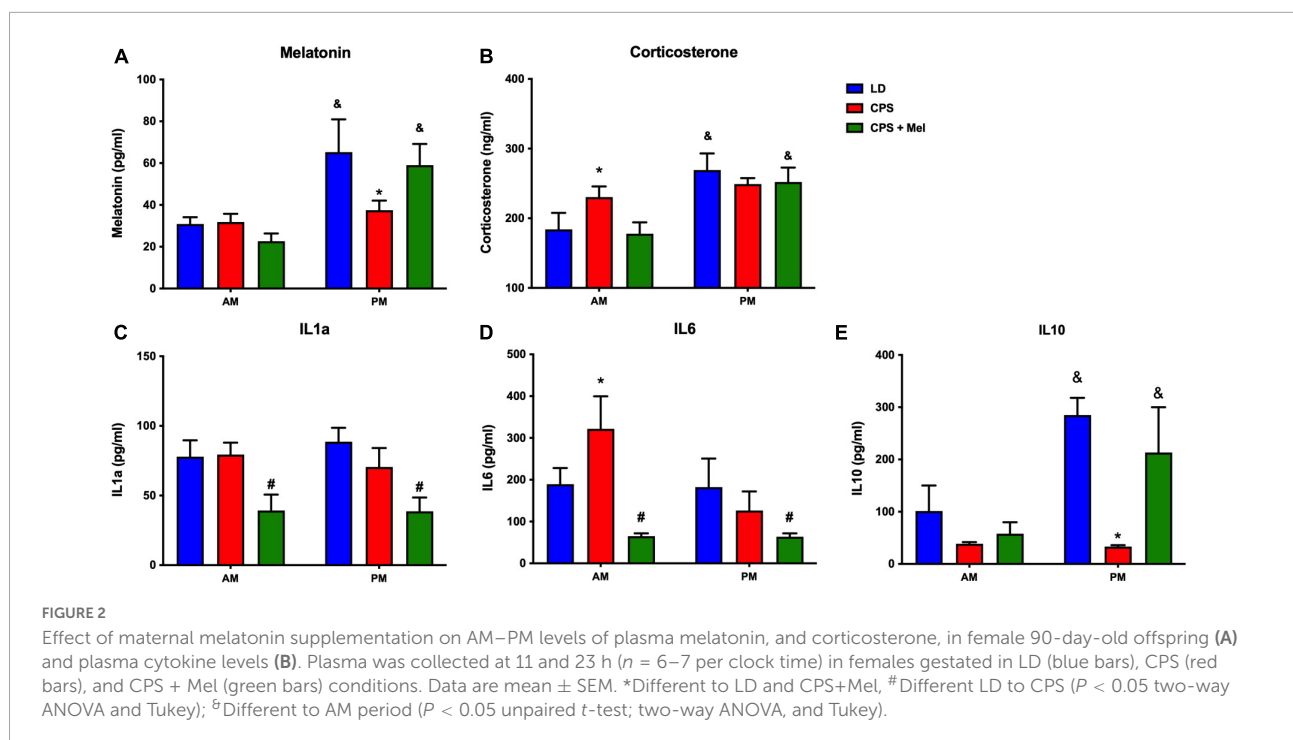 A
Melatonin
Melatonin (pg/ml)
100
80
60
40
20
0
&
*
&
AM
PM
B
Corticosterone
Corticosterone (ng/ml)
400
300
200
100
*
&
&
AM
PM
LD
CPS
CPS + Mel
C
IL1a
IL1a (pg/ml)
150
100
50
0
#
#
AM
PM
D
IL6
IL6 (pg/ml)
500
400
300
200
100
0
*
#
#
AM
PM
E
IL10
IL10 (pg/ml)
400
300
200
100
0
&
*
&
AM
PM
FIGURE 2
Effect of maternal melatonin supplementation on AM–PM levels of plasma melatonin, and corticosterone, in female 90-day-old offspring (A)
and plasma cytokine levels (B). Plasma was collected at 11 and 23 h (n = 6–7 per clock time) in females gestated in LD (blue bars), CPS (red
bars), and CPS + Mel (green bars) conditions. Data are mean ± SEM. *Different to LD and CPS+Mel, #Different LD to CPS (P < 0.05 two-way
ANOVA and Tukey); &Different to AM period (P < 0.05 unpaired t-test; two-way ANOVA, and Tukey).